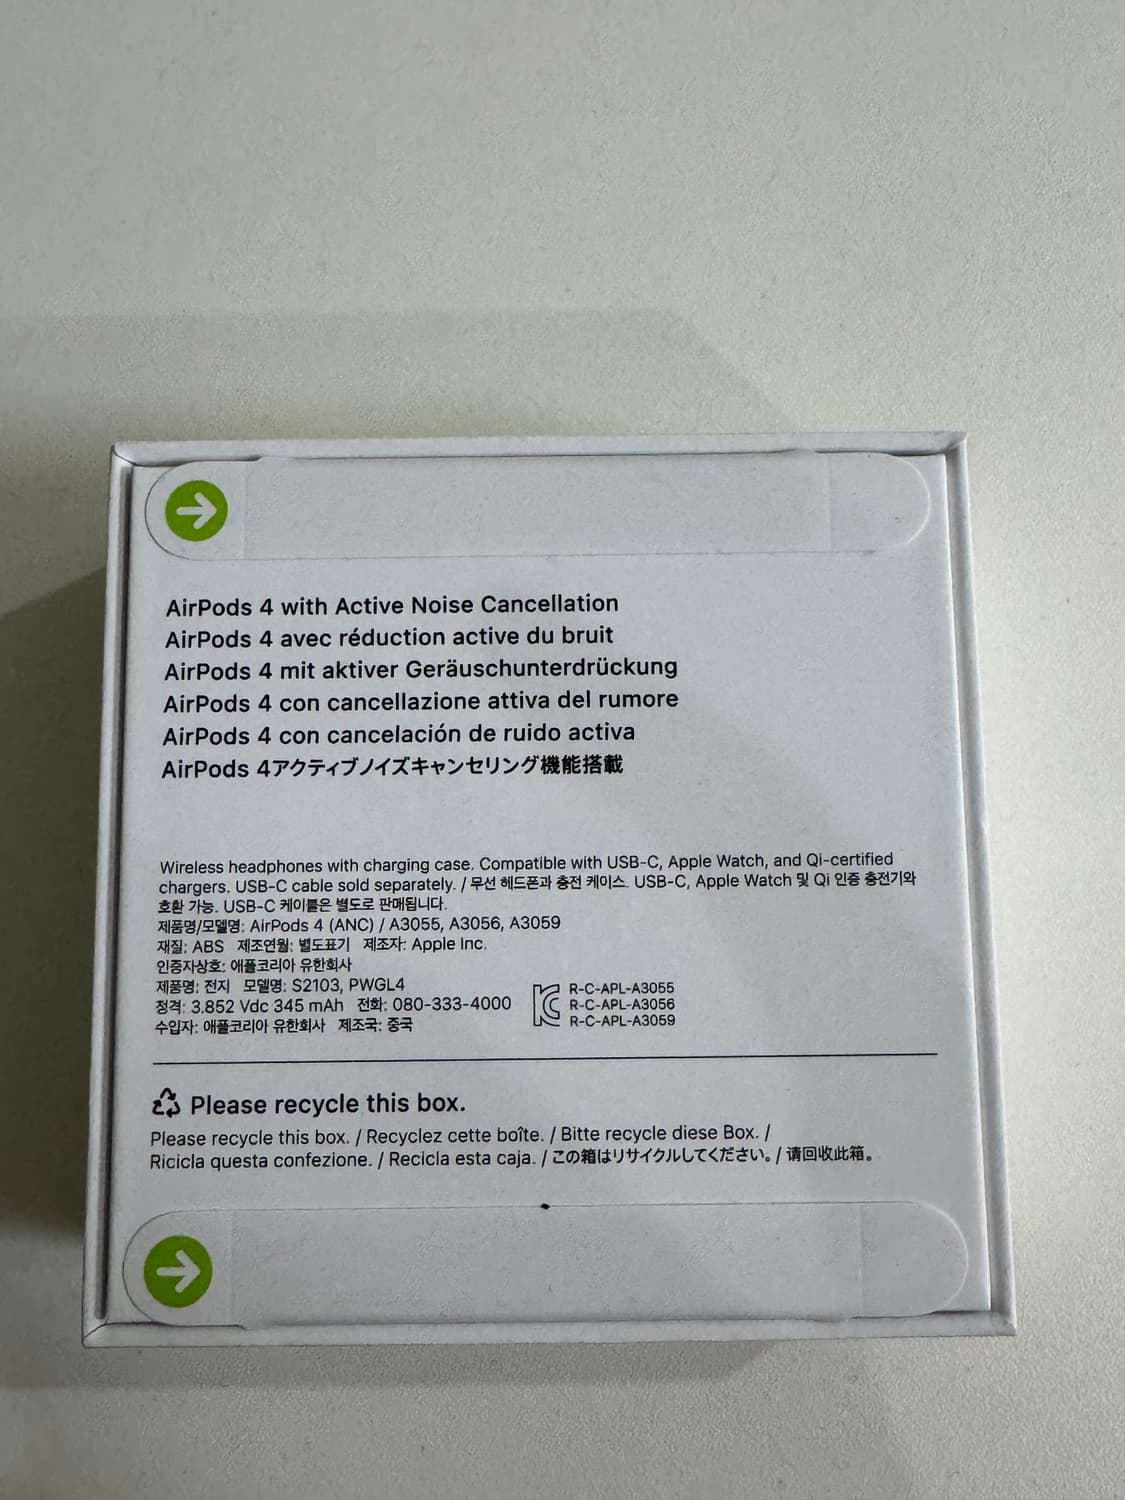 AirPods 4 with Active Noise Cancellation
AirPods 4 avec réduction active du bruit
AirPods 4 mit aktiver Geräuschunterdrückung
AirPods 4 con cancellazione attiva del rumore
AirPods 4 con cancelación de ruido activa
AirPods 4アクティブノイズキャンセリング機能搭載
Wireless headphones with charging case. Compatible with USB-C, Apple Watch, and Qi-certified
chargers. USB-C cable sold separately. / 무선 헤드폰과 충전 케이스. USB-C, Apple Watch 및 Qi 인증 충전기와
호환 가능. USB-C 케이블은 별도로 판매됩니다.
제품명/모델명: AirPods 4 (ANC) / A3055, A3056, A3059
재질: ABS 제조연월: 별도표기 제조자: Apple Inc.
인증자상호: 애플코리아 유한회사
제품명: 전지 모델명: S2103, PWGL4
정격: 3.852 Vdc 345 mAh 전화: 080-333-4000
수입자: 애플코리아 유한회사 제조국: 중국
R-C-APL-A3055
R-C-APL-A3056
R-C-APL-A3059
Please recycle this box.
Please recycle this box. / Recyclez cette boîte. / Bitte recycle diese Box. /
Ricicla questa confezione. / Recicla esta caja. / この箱はリサイクルしてください。/ 请回收此箱。